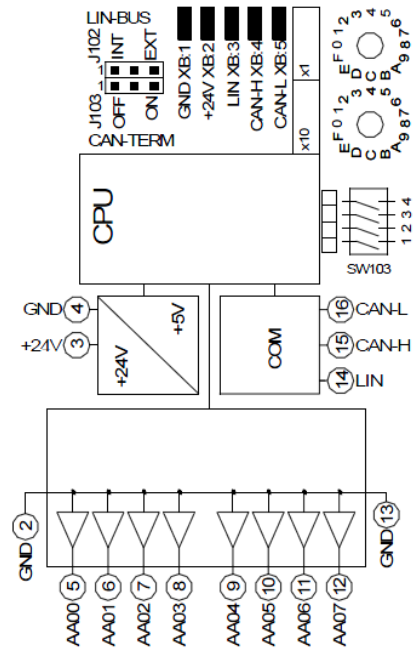 LIN-BUS
J102
1
INT
EXT
J103
1
OFF
ON
CAN-TERM
GND XB:1
+24V XB:2
LIN XB:3
CAN-H XB:4
CAN-L XB:5
x1
x10
0 1 2 3 4 5 6 7 8 9 A B C D E F
0 1 2 3 4 5 6 7 8 9 A B C D E F
CPU
1 2 3 4
SW103
GND 4
+24V 3
+24V
+5V
COM
16 CAN-L
15 CAN-H
14 LIN
GND 2
GND 13
5 6 7 8 9 10 11 12
AA00 AA01 AA02 AA03 AA04 AA05 AA06 AA07